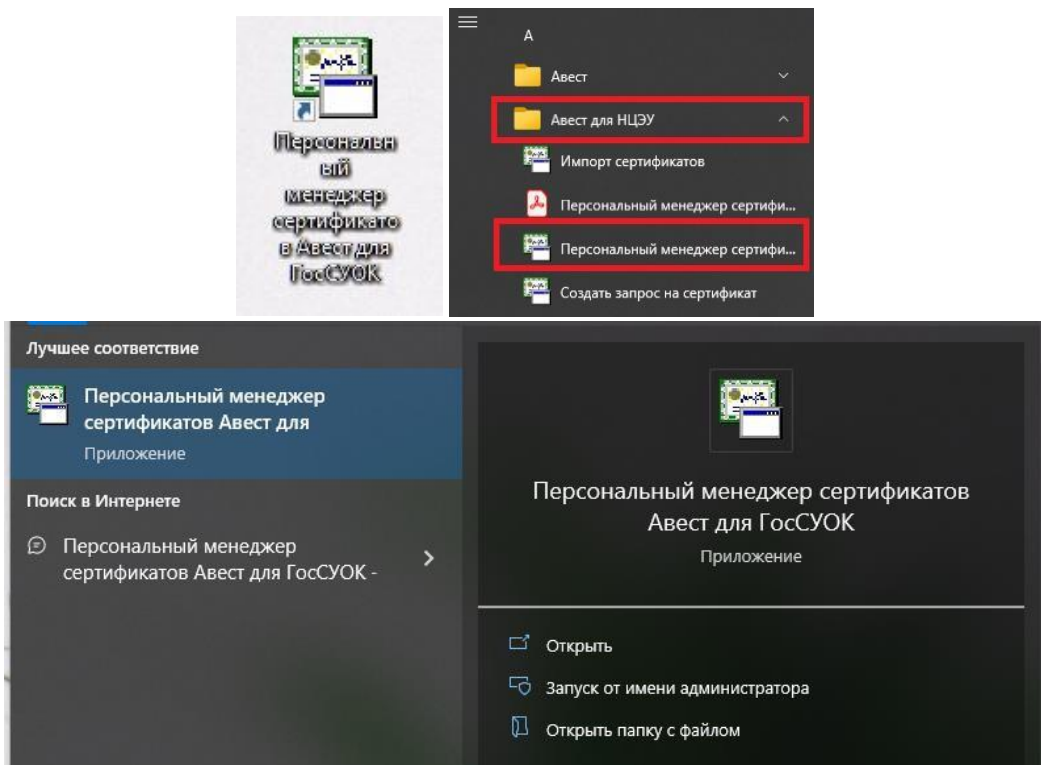 Персональн
ый
менеджер
сертификато
в Авест для
ГосСУОК
А
Авест
Авест для НЦЭУ
Импорт сертификатов
Персональный менеджер сертифи...
Персональный менеджер сертифи...
Создать запрос на сертификат
Лучшее соответствие
Персональный менеджер
сертификатов Авест для
Приложение
Поиск в Интернете
Персональный менеджер
сертификатов Авест для ГосСУОК -
Персональный менеджер сертификатов
Авест для ГосСУОК
Приложение
Открыть
Запуск от имени администратора
Открыть папку с файлом